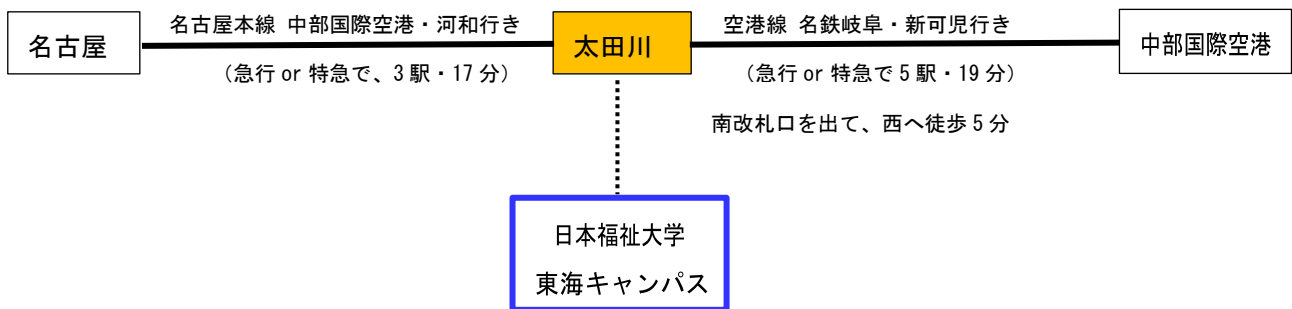 名古屋
名古屋本線 中部国際空港・河和行き
(急行 or 特急で、3 駅・17 分)
太田川
空港線 名鉄岐阜・新可児行き
(急行 or 特急で 5 駅・19 分)
中部国際空港
南改札口を出て、西へ徒歩 5 分
日本福祉大学
東海キャンパス